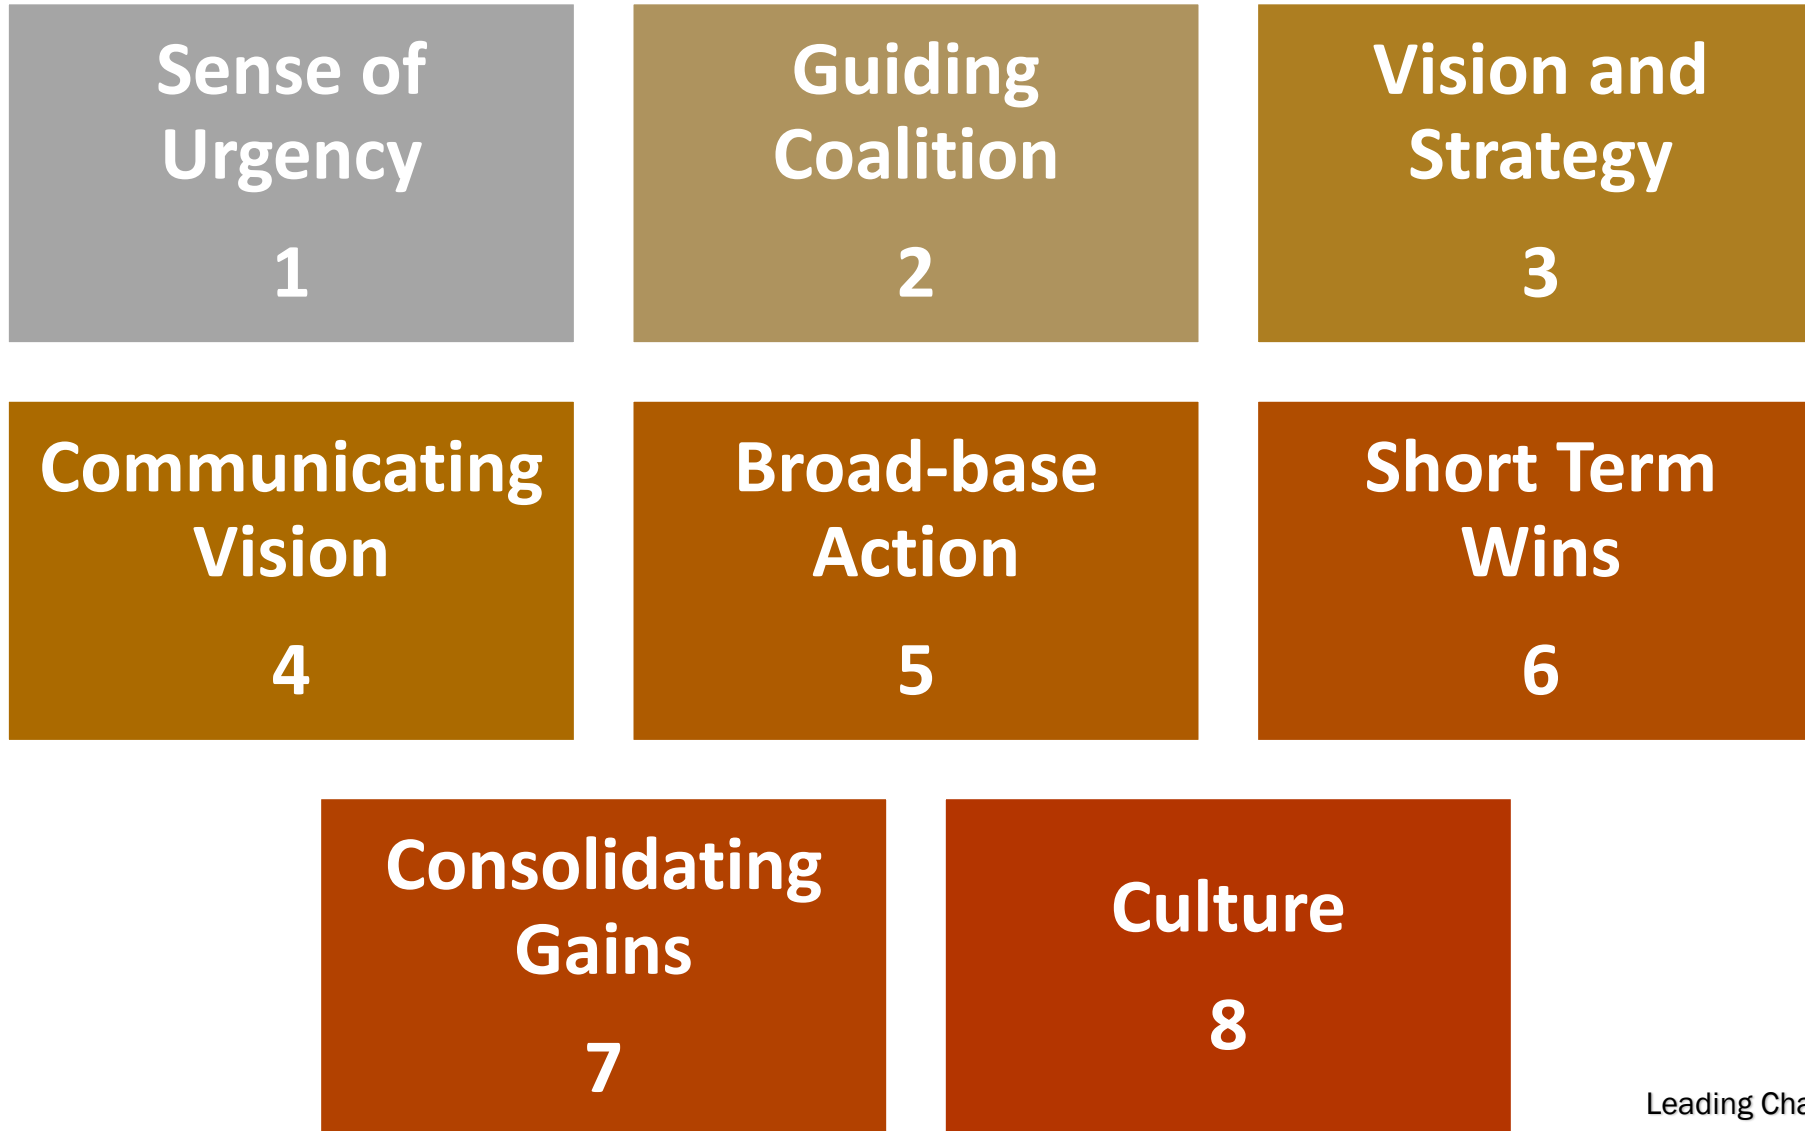 Sense of
Urgency
1
Guiding
Coalition
2
Vision and
Strategy
3
Communicating
Vision
4
Broad-base
Action
5
Short Term
Wins
6
Consolidating
Gains
7
Culture
8
Leading